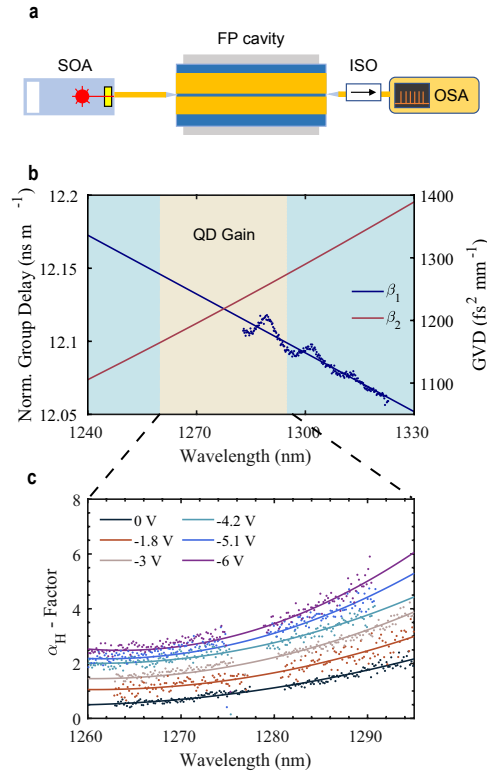 a
FP cavity
SOA
ISO
OSA
b
12.2
12.15
12.1
12.05
Norm. Group Delay (ns m ⁻¹)
QD Gain
β₁
β₂
1400
1300
1200
1100
GVD (fs² mm⁻¹)
1240
1270
1300
1330
Wavelength (nm)
c
8
6
4
2
0
α_H - Factor
0 V
-1.8 V
-3 V
-4.2 V
-5.1 V
-6 V
1260
1270
1280
1290
Wavelength (nm)